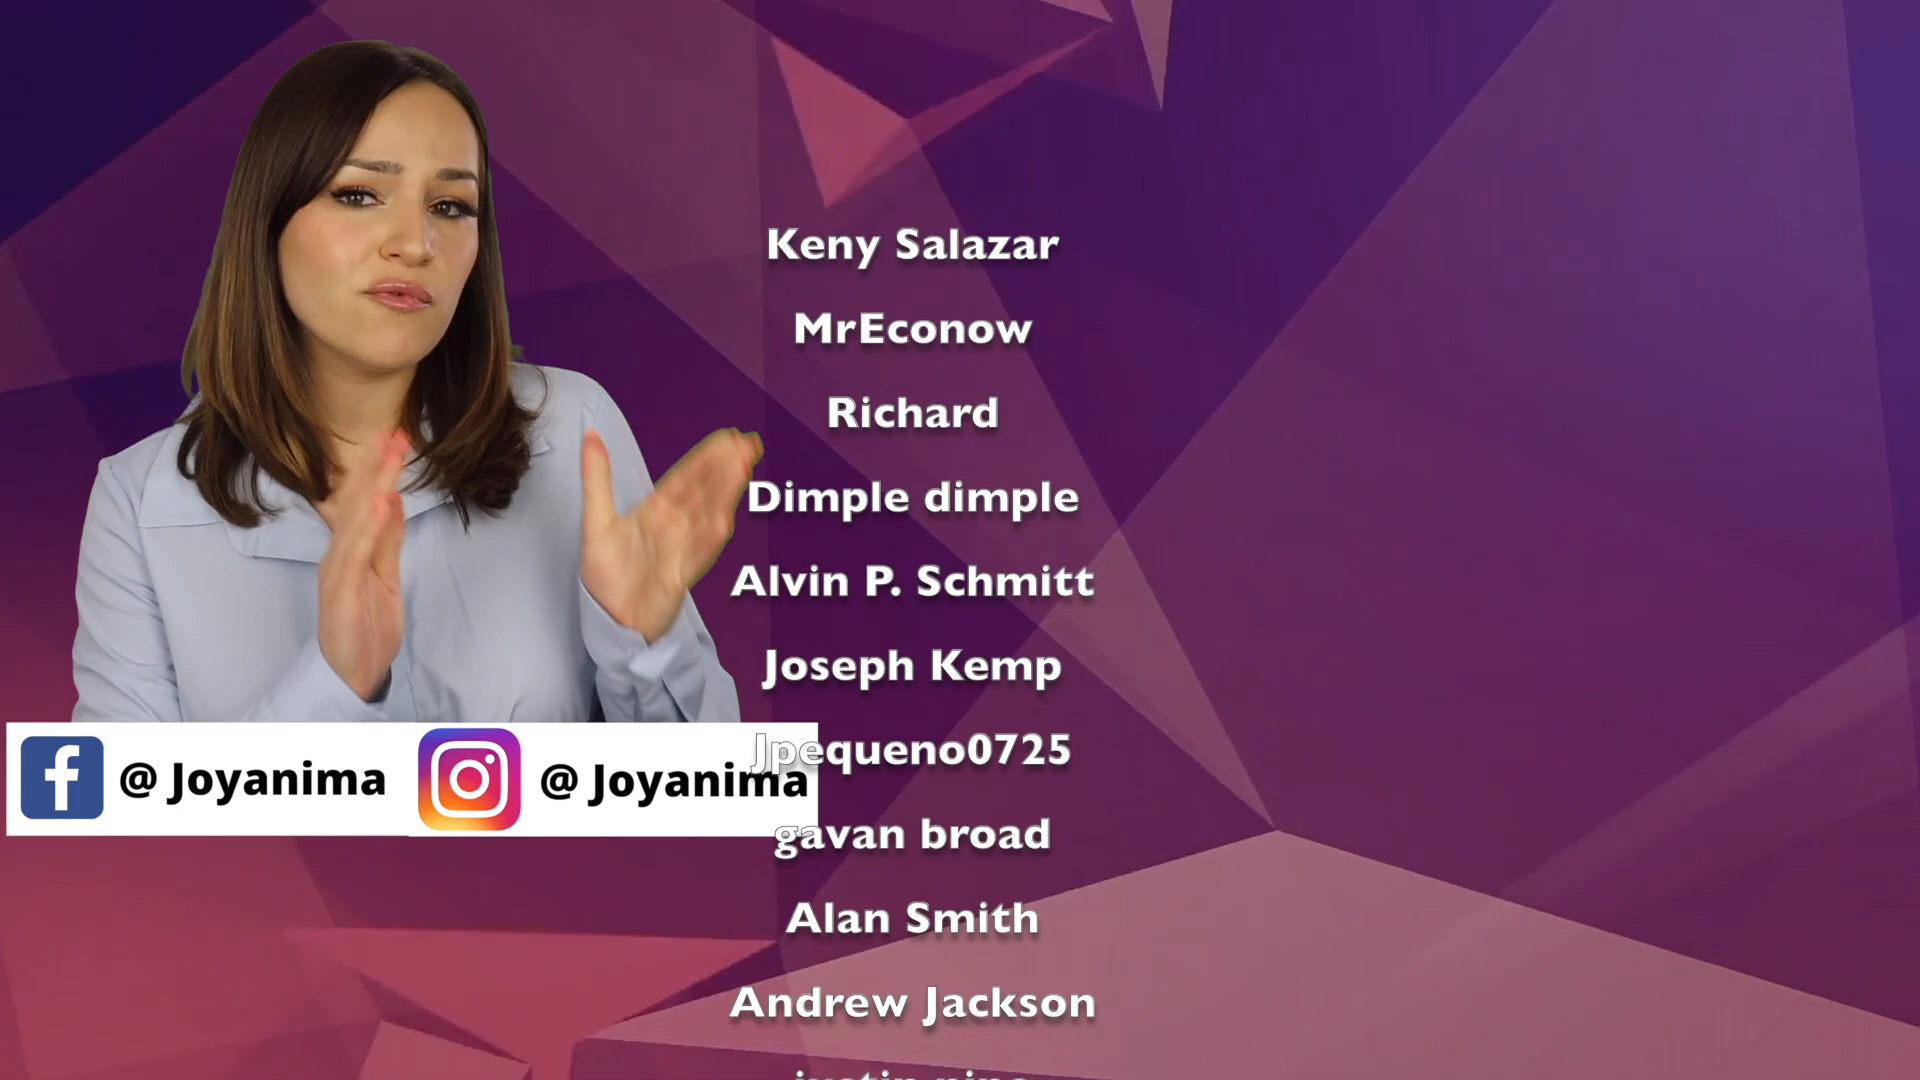 Keny Salazar
MrEconow
Richard
Dimple dimple
Alvin P. Schmitt
Joseph Kemp
Jpequeno0725
@ Joyanima @ Joyanima
gavan broad
Alan Smith
Andrew Jackson